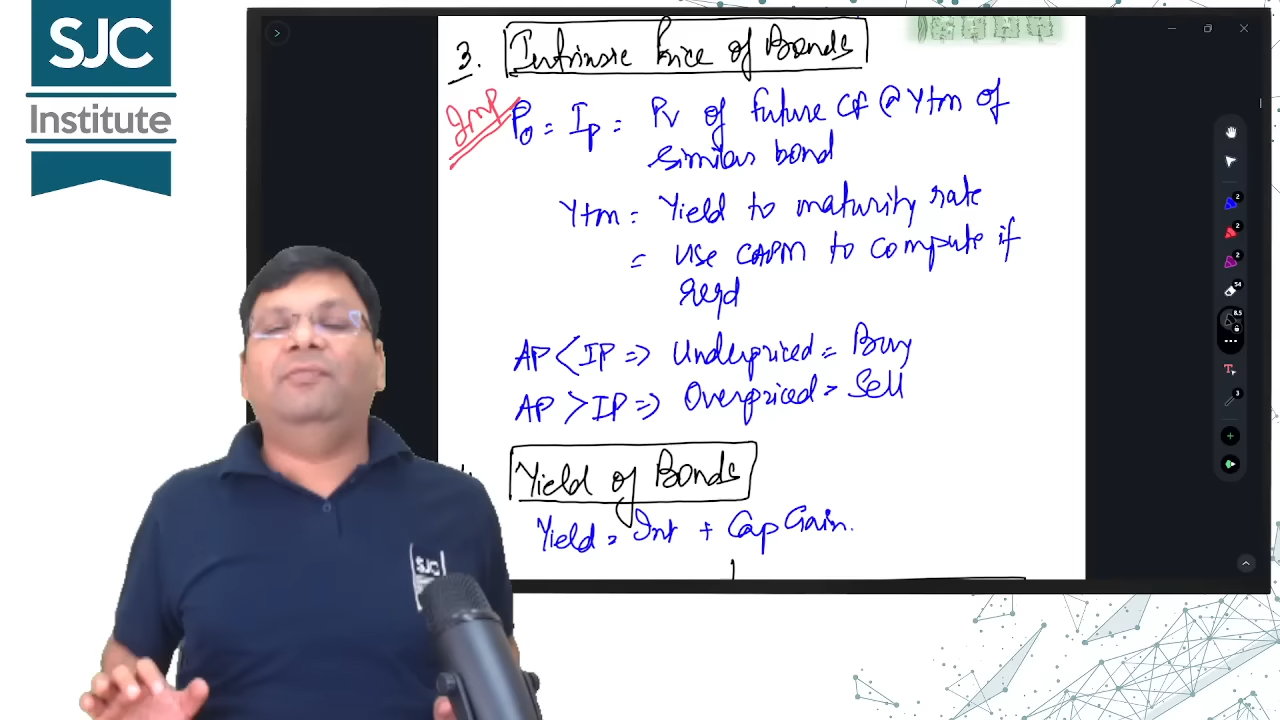 SJC
Institute
3. Intrinsic Price of Bonds
Imp
P0 = Ip = PV of future CF @ Ytm of
similar bond
Ytm = Yield to maturity rate
= Use CAPM to compute if
reqd
AP < IP => Underpriced = Buy
AP > IP => Overpriced = Sell
Yield of Bonds
Yield = Int + Cap Gain.
SJC